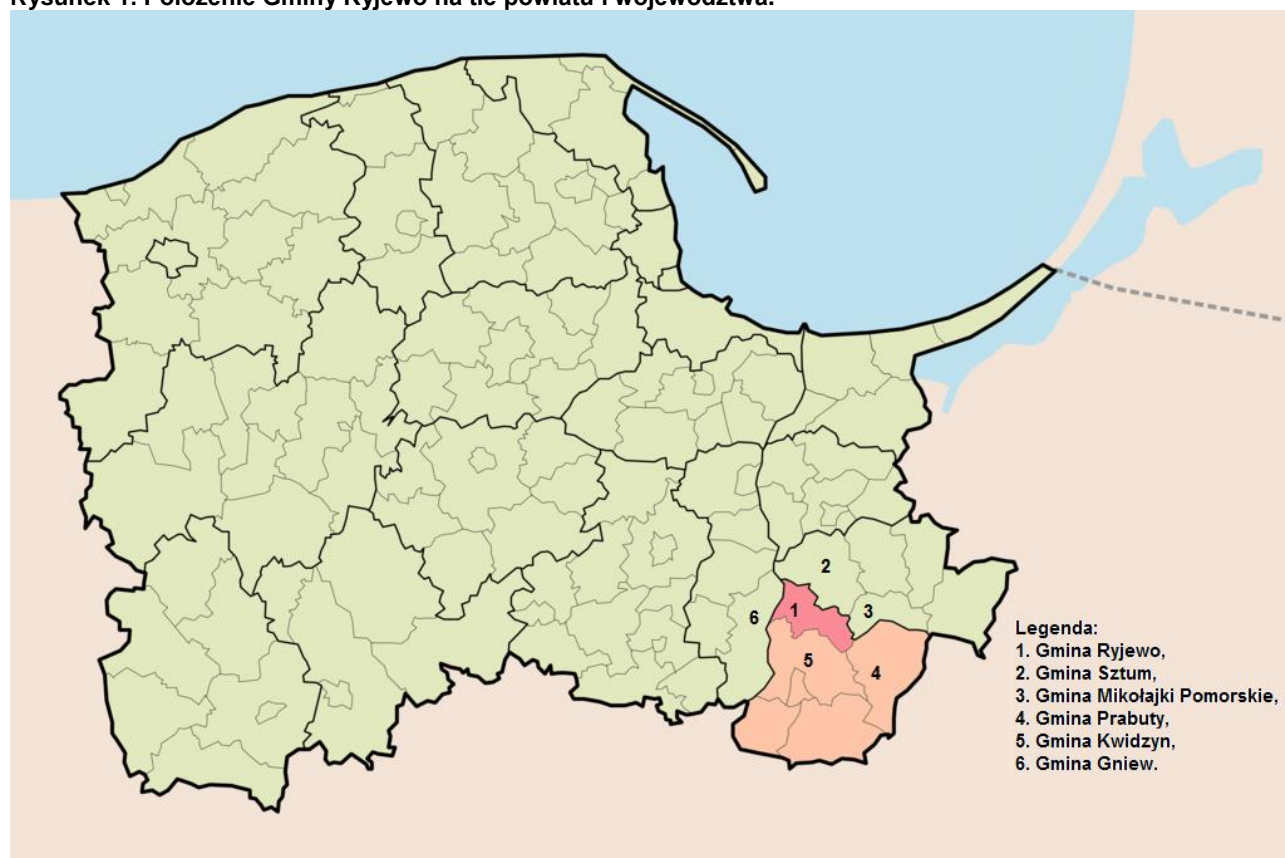 Rysunek 1. Położenie Gminy Ryjewo na tle powiatu i województwa.
2
1
3
6
5
4
Legenda:
1. Gmina Ryjewo,
2. Gmina Sztum,
3. Gmina Mikołajki Pomorskie,
4. Gmina Prabuty,
5. Gmina Kwidzyn,
6. Gmina Gniew.